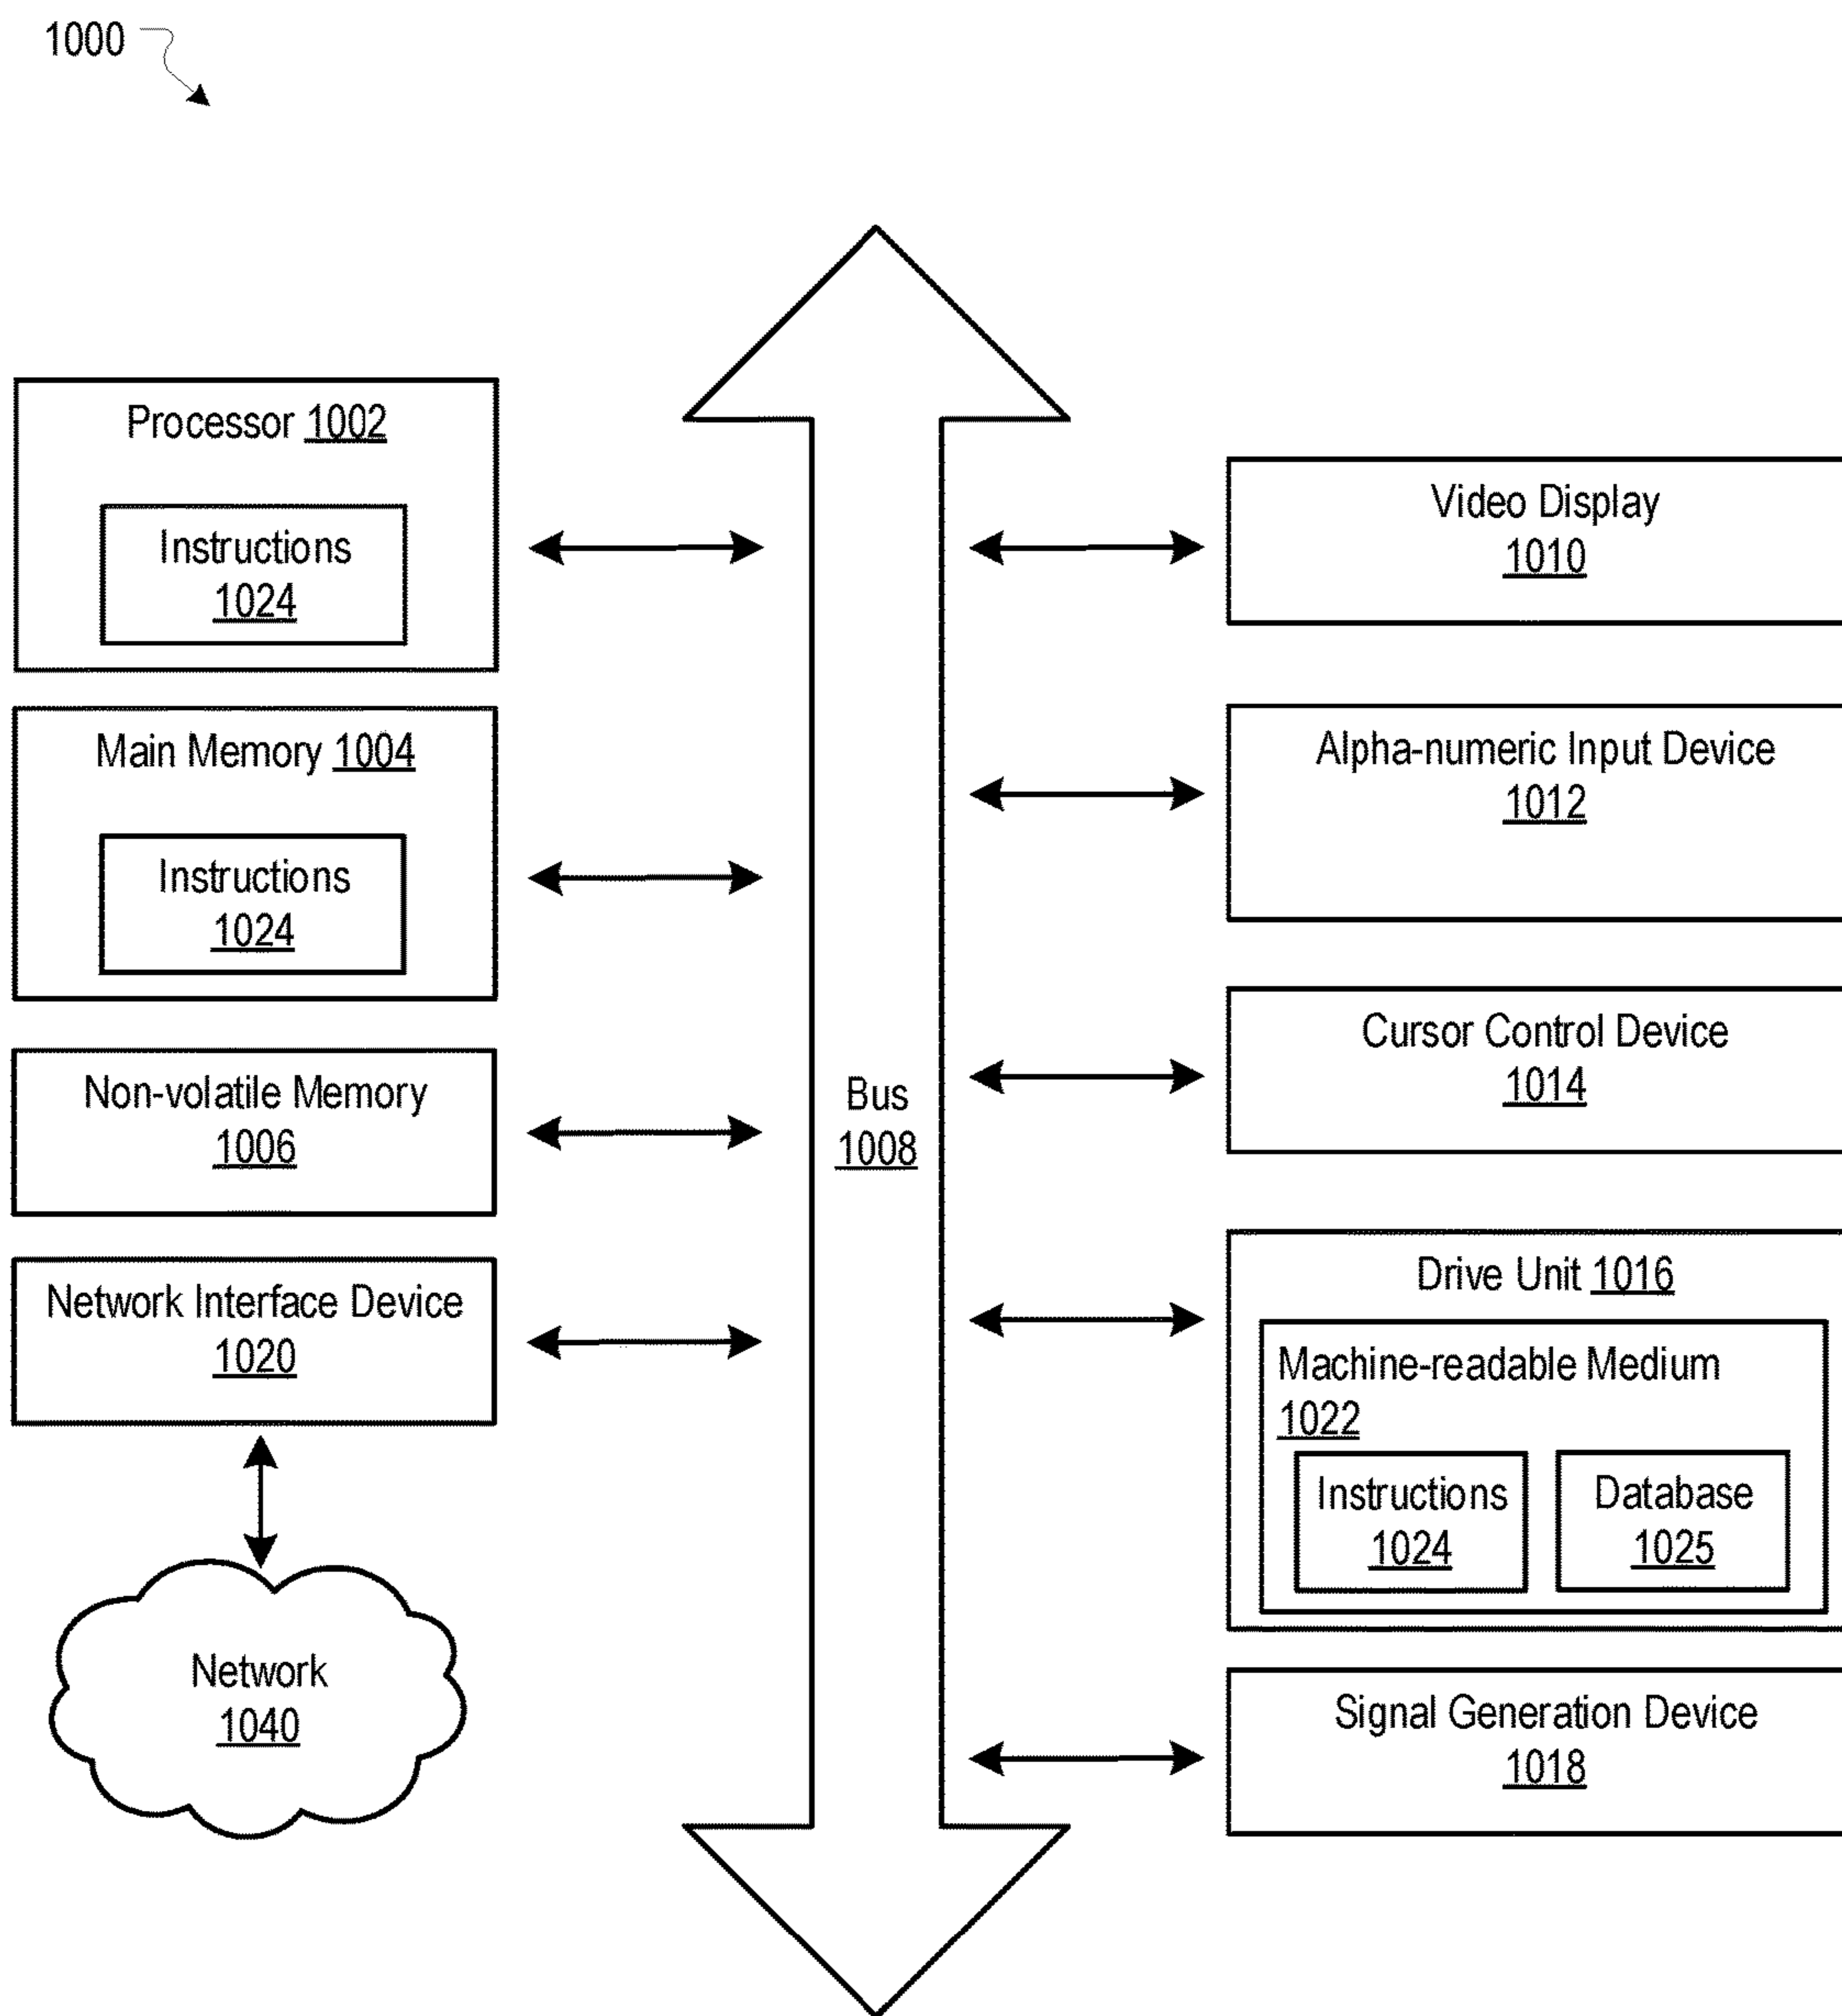 1000
Processor 1002
Instructions
1024
Main Memory 1004
Instructions
1024
Non-volatile Memory
1006
Network Interface Device
1020
Network
1040
Bus
1008
Video Display
1010
Alpha-numeric Input Device
1012
Cursor Control Device
1014
Drive Unit 1016
Machine-readable Medium
1022
Instructions
1024
Database
1025
Signal Generation Device
1018